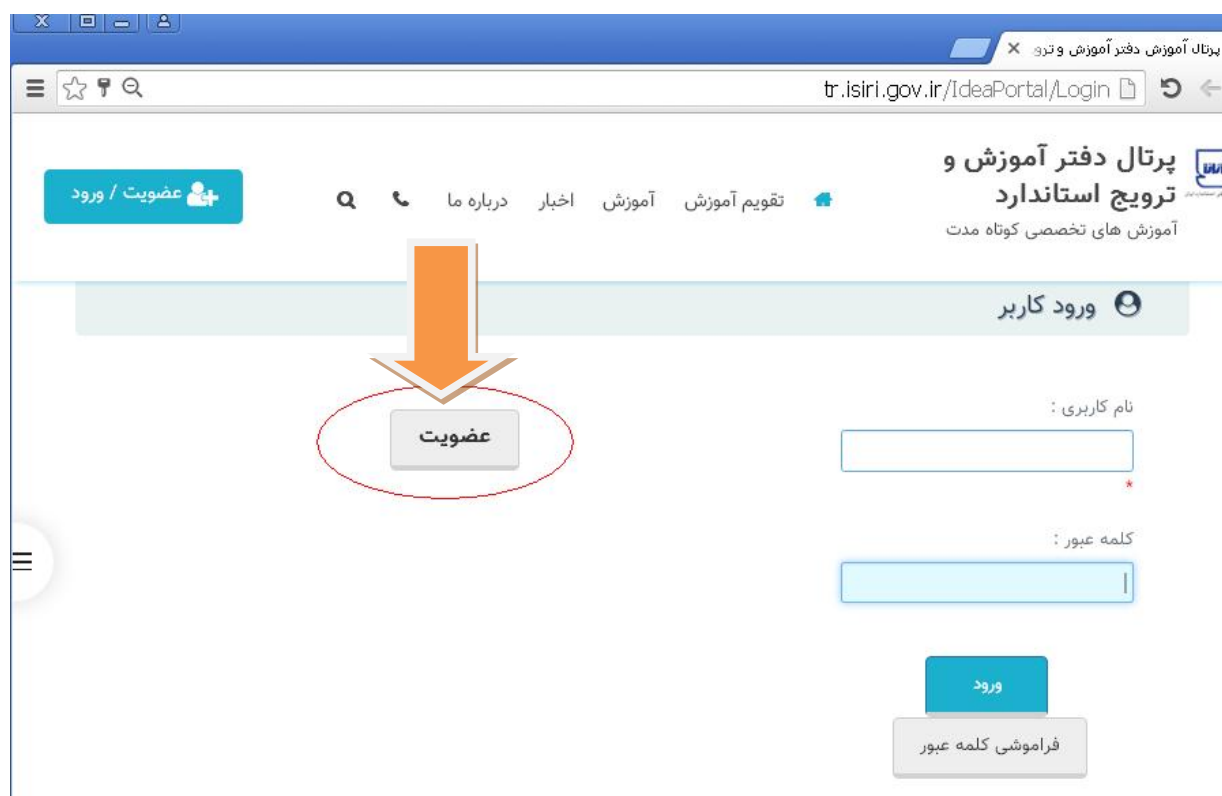 پرتال آموزش دفتر آموزش و ترو
tr.isiri.gov.ir/IdeaPortal/Login
پرتال دفتر آموزش و
ترویج استاندارد
آموزش های تخصصی کوتاه مدت
تقویم آموزش آموزش اخبار درباره ما
عضویت / ورود
ورود کاربر
نام کاربری :
*
عضویت
کلمه عبور :
ورود
فراموشی کلمه عبور